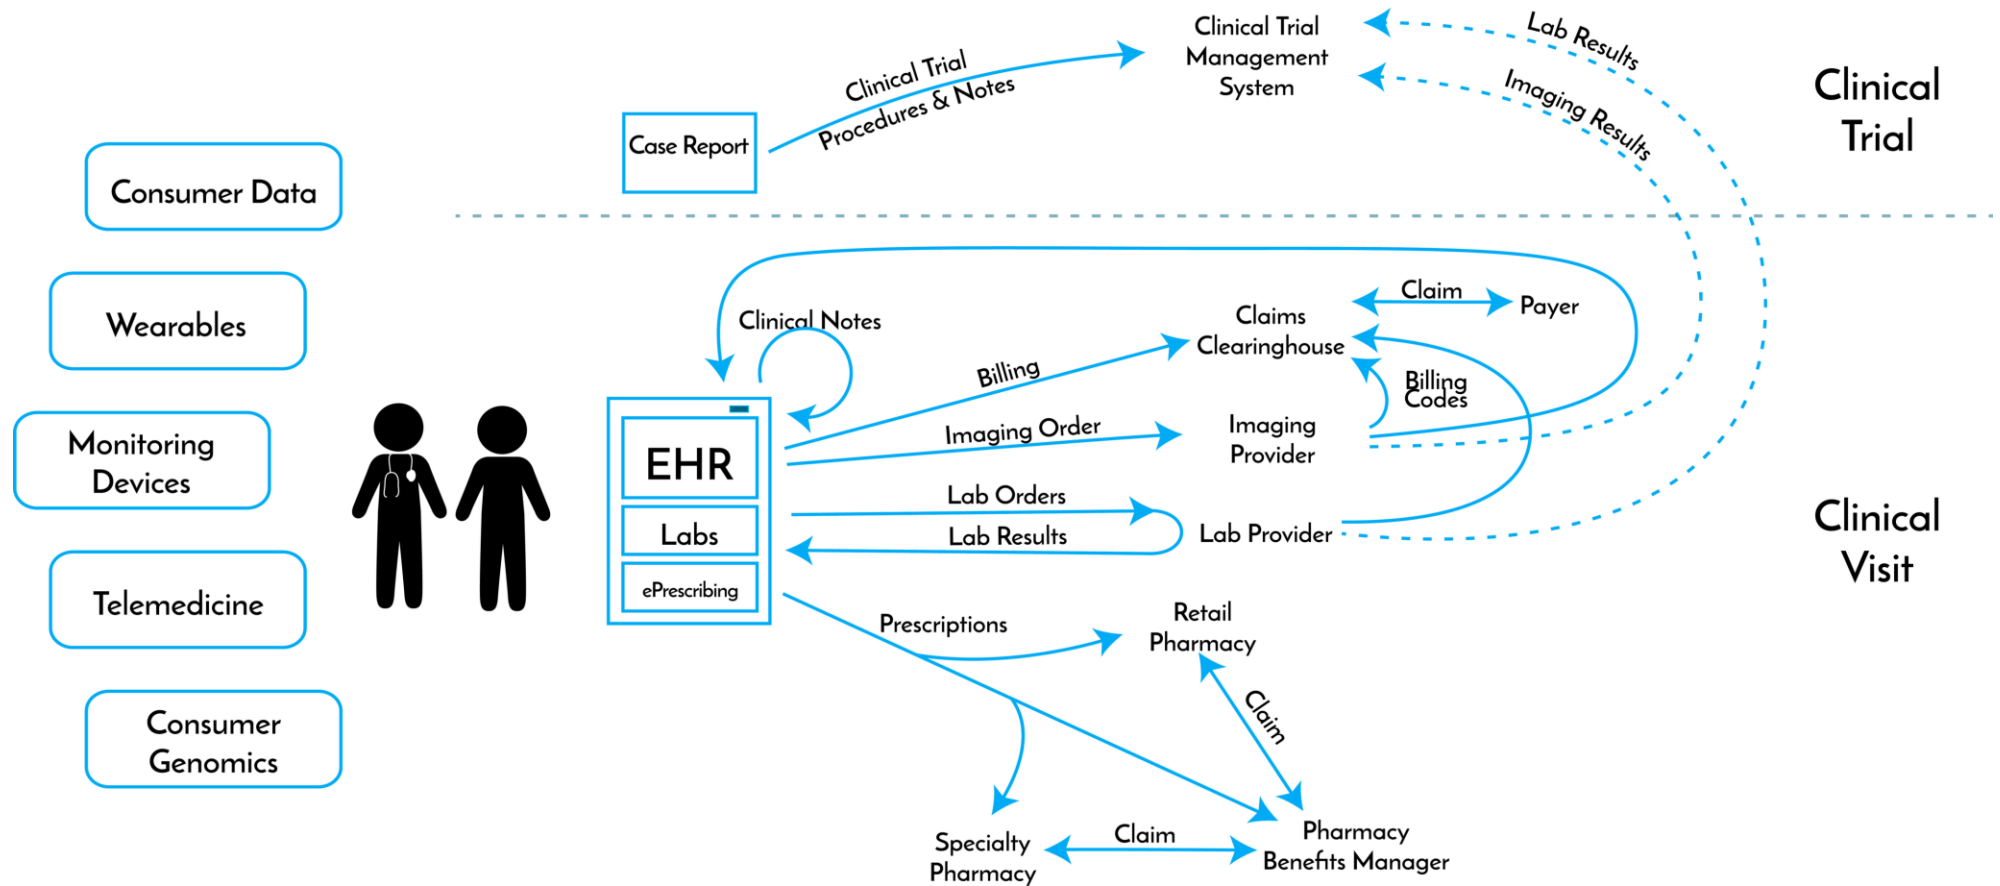 Clinical Trial
Management
System
Lab Results
Imaging Results
Clinical
Trial
Clinical Trial
Procedures & Notes
Case Report
Consumer Data
Wearables
Monitoring
Devices
Telemedicine
Consumer
Genomics
Clinical Notes
EHR
Labs
ePrescribing
Billing
Imaging Order
Lab Orders
Lab Results
Prescriptions
Claims
Clearinghouse
Claim
Payer
Billing
Codes
Imaging
Provider
Lab Provider
Clinical
Visit
Retail
Pharmacy
Claim
Specialty
Pharmacy
Claim
Pharmacy
Benefits Manager